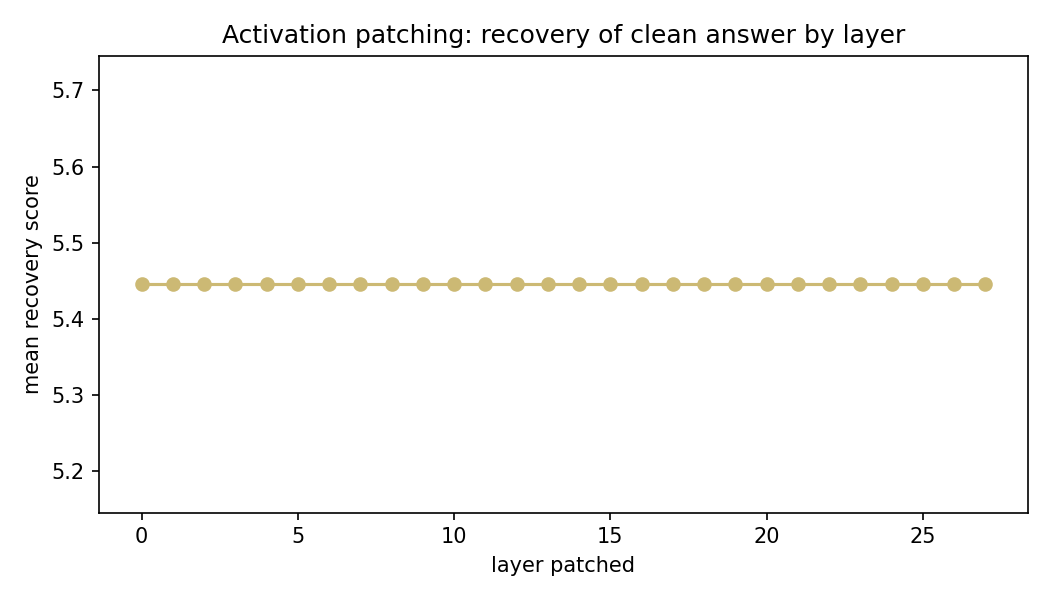 Activation patching: recovery of clean answer by layer
mean recovery score
5.7
5.6
5.5
5.4
5.3
5.2
0 5 10 15 20 25
layer patched